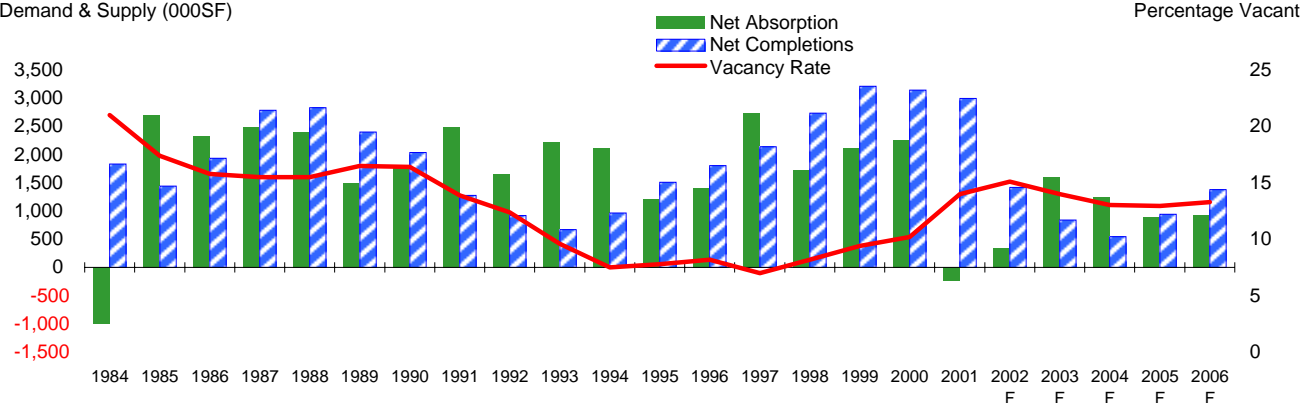 Demand & Supply (000SF)
Percentage Vacant
Net Absorption
Net Completions
Vacancy Rate
3,500
3,000
2,500
2,000
1,500
1,000
500
0
-500
-1,000
-1,500
25
20
15
10
5
0
1984 1985 1986 1987 1988 1989 1990 1991 1992 1993 1994 1995 1996 1997 1998 1999 2000 2001 2002 2003 2004 2005 2006
F F F F F